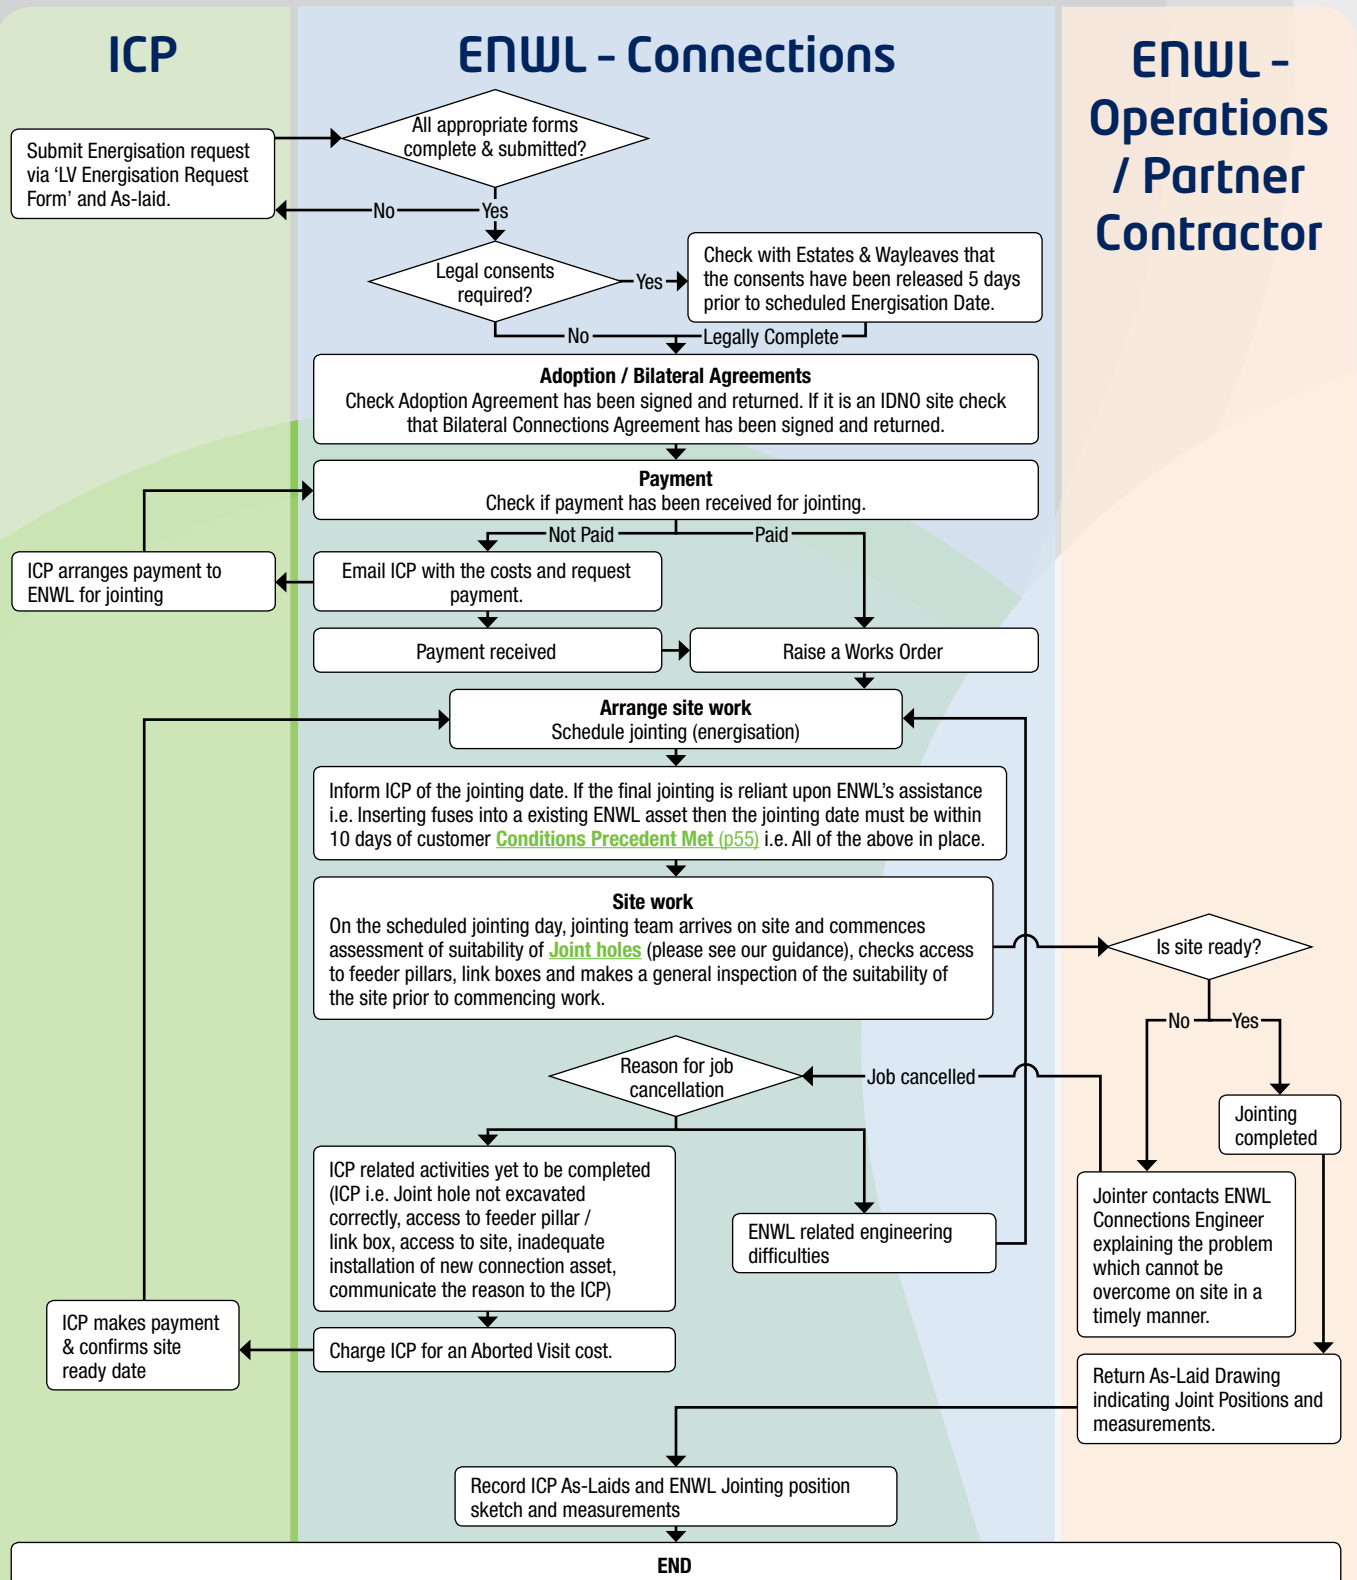 ICP
ENWL – Connections
ENWL –
Operations
/ Partner
Contractor
All appropriate forms
complete & submitted?
Submit Energisation request
via ‘LV Energisation Request
Form’ and As-laid.
No
Yes
Legal consents
required?
Yes
Check with Estates & Wayleaves that
the consents have been released 5 days
prior to scheduled Energisation Date.
No
Legally Complete
Adoption / Bilateral Agreements
Check Adoption Agreement has been signed and returned. If it is an IDNO site check
that Bilateral Connections Agreement has been signed and returned.
Payment
Check if payment has been received for jointing.
Not Paid
Paid
ICP arranges payment to
ENWL for jointing
Email ICP with the costs and request
payment.
Payment received
Raise a Works Order
Arrange site work
Schedule jointing (energisation)
Inform ICP of the jointing date. If the final jointing is reliant upon ENWL’s assistance
i.e. Inserting fuses into a existing ENWL asset then the jointing date must be within
10 days of customer Conditions Precedent Met (p55) i.e. All of the above in place.
Site work
On the scheduled jointing day, jointing team arrives on site and commences
assessment of suitability of Joint holes (please see our guidance), checks access
to feeder pillars, link boxes and makes a general inspection of the suitability of
the site prior to commencing work.
Is site ready?
No
Yes
Reason for job
cancellation
Job cancelled
Jointing
completed
ICP related activities yet to be completed
(ICP i.e. Joint hole not excavated
correctly, access to feeder pillar /
link box, access to site, inadequate
installation of new connection asset,
communicate the reason to the ICP)
ENWL related engineering
difficulties
Jointer contacts ENWL
Connections Engineer
explaining the problem
which cannot be
overcome on site in a
timely manner.
ICP makes payment
& confirms site
ready date
Charge ICP for an Aborted Visit cost.
Return As-Laid Drawing
indicating Joint Positions and
measurements.
Record ICP As-Laids and ENWL Jointing position
sketch and measurements
END